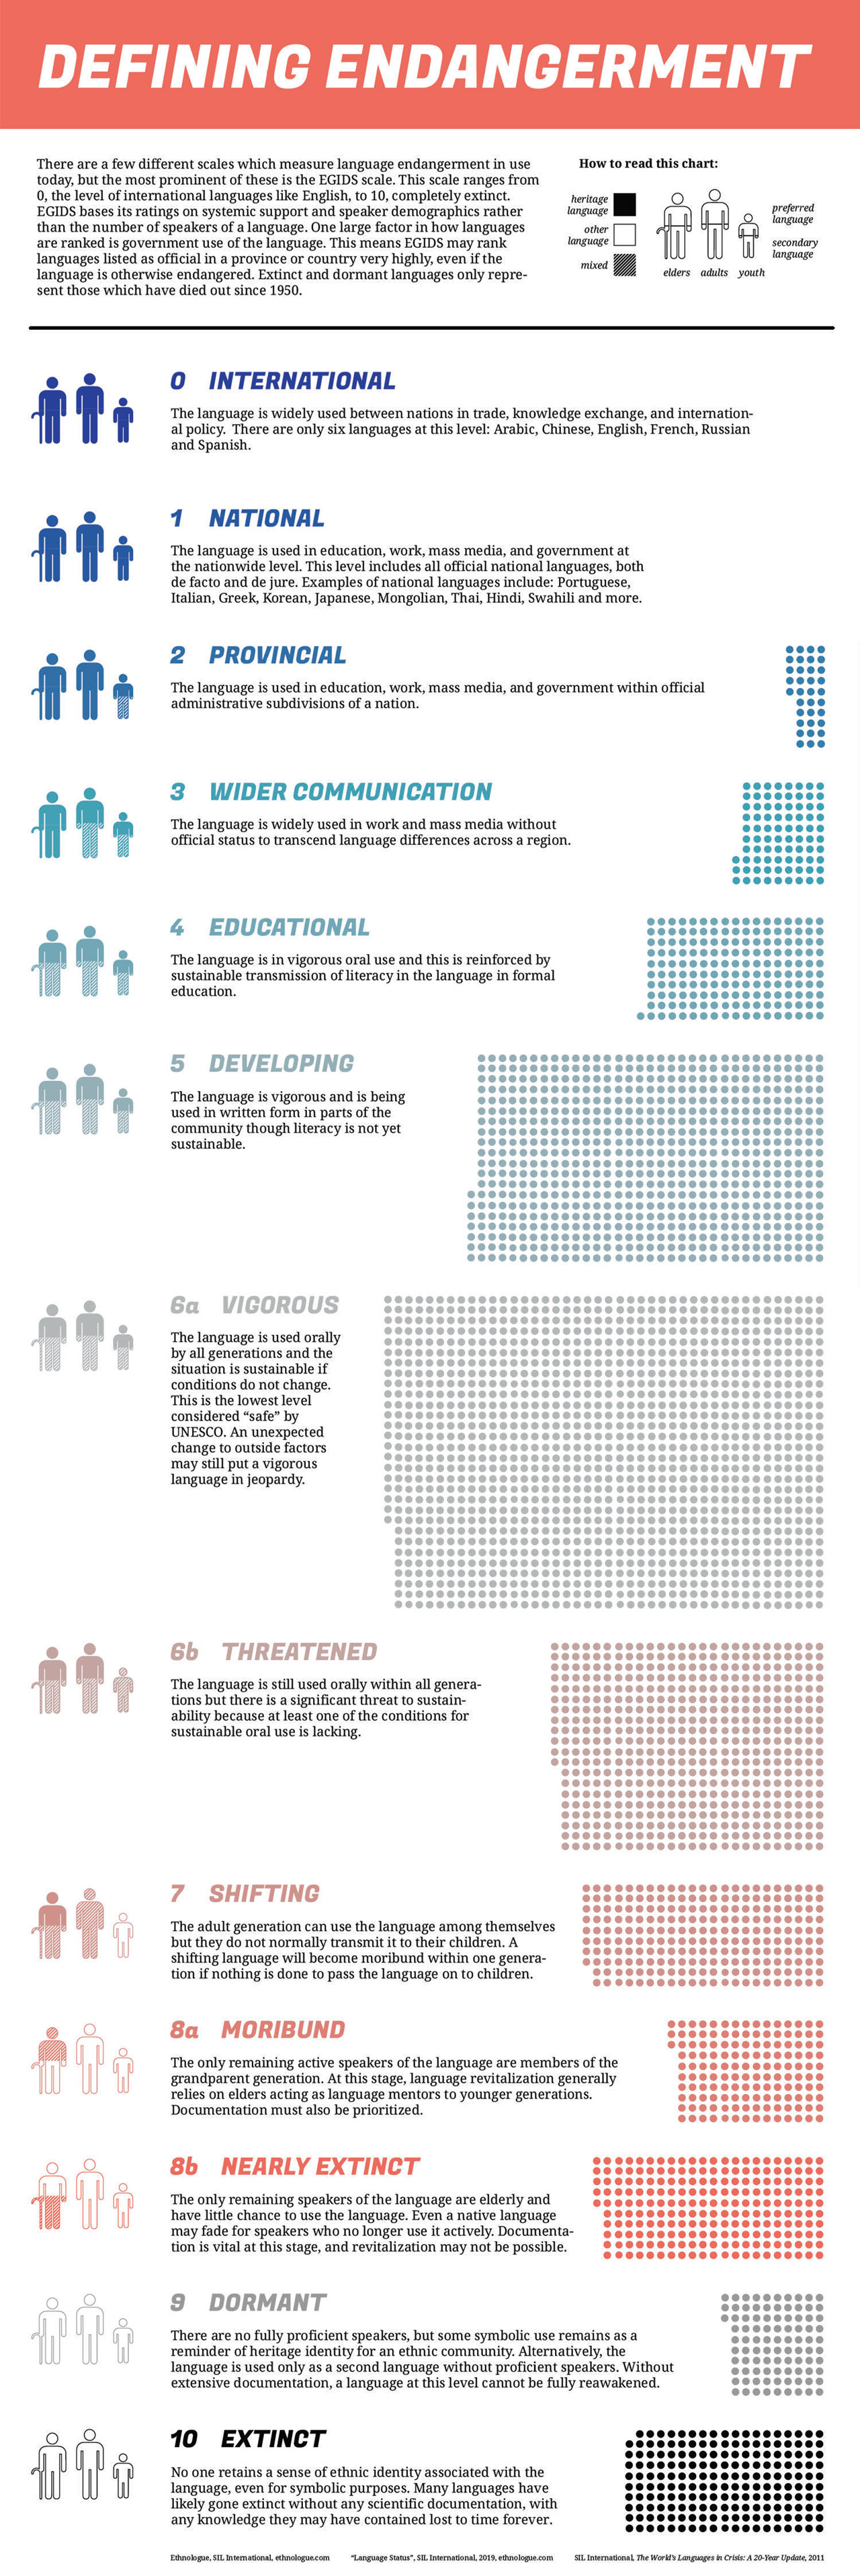 DEFINING ENDANGERMENT
There are a few different scales which measure language endangerment in use
today, but the most prominent of these is the EGIDS scale. This scale ranges from
0, the level of international languages like English, to 10, completely extinct.
EGIDS bases its ratings on systemic support and speaker demographics rather
than the number of speakers of a language. One large factor in how languages
are ranked is government use of the language. This means EGIDS may rank
languages listed as official in a province or country very highly, even if the
language is otherwise endangered. Extinct and dormant languages only repre-
sent those which have died out since 1950.
How to read this chart:
heritage
language
other
language
mixed
elders adults youth
preferred
language
secondary
language
0 INTERNATIONAL
The language is widely used between nations in trade, knowledge exchange, and internation-
al policy. There are only six languages at this level: Arabic, Chinese, English, French, Russian
and Spanish.
1 NATIONAL
The language is used in education, work, mass media, and government at
the nationwide level. This level includes all official national languages, both
de facto and de jure. Examples of national languages include: Portuguese,
Italian, Greek, Korean, Japanese, Mongolian, Thai, Hindi, Swahili and more.
2 PROVINCIAL
The language is used in education, work, mass media, and government within official
administrative subdivisions of a nation.
3 WIDER COMMUNICATION
The language is widely used in work and mass media without
official status to transcend language differences across a region.
4 EDUCATIONAL
The language is in vigorous oral use and this is reinforced by
sustainable transmission of literacy in the language in formal
education.
5 DEVELOPING
The language is vigorous and is being
used in written form in parts of the
community though literacy is not yet
sustainable.
6a VIGOROUS
The language is used orally
by all generations and the
situation is sustainable if
conditions do not change.
This is the lowest level
considered “safe” by
UNESCO. An unexpected
change to outside factors
may still put a vigorous
language in jeopardy.
6b THREATENED
The language is still used orally within all genera-
tions but there is a significant threat to sustain-
ability because at least one of the conditions for
sustainable oral use is lacking.
7 SHIFTING
The adult generation can use the language among themselves
but they do not normally transmit it to their children. A
shifting language will become moribund within one genera-
tion if nothing is done to pass the language on to children.
8a MORIBUND
The only remaining active speakers of the language are members of the
grandparent generation. At this stage, language revitalization generally
relies on elders acting as language mentors to younger generations.
Documentation must also be prioritized.
8b NEARLY EXTINCT
The only remaining speakers of the language are elderly and
have little chance to use the language. Even a native language
may fade for speakers who no longer use it actively. Documenta-
tion is vital at this stage, and revitalization may not be possible.
9 DORMANT
There are no fully proficient speakers, but some symbolic use remains as a
reminder of heritage identity for an ethnic community. Alternatively, the
language is used only as a second language without proficient speakers. Without
extensive documentation, a language at this level cannot be fully reawakened.
10 EXTINCT
No one retains a sense of ethnic identity associated with the
language, even for symbolic purposes. Many languages have
likely gone extinct without any scientific documentation, with
any knowledge they may have contained lost to time forever.
Ethnologue, SIL International, ethnologue.com “Language Status”, SIL International, 2019, ethnologue.com SIL International, The World's Languages in Crisis: A 20-Year Update, 2011